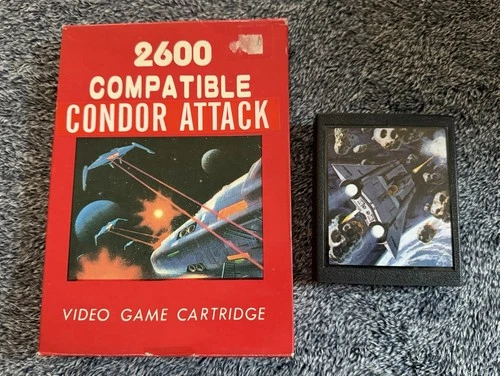 2600
COMPATIBLE
CONDOR ATTACK
VIDEO GAME CARTRIDGE